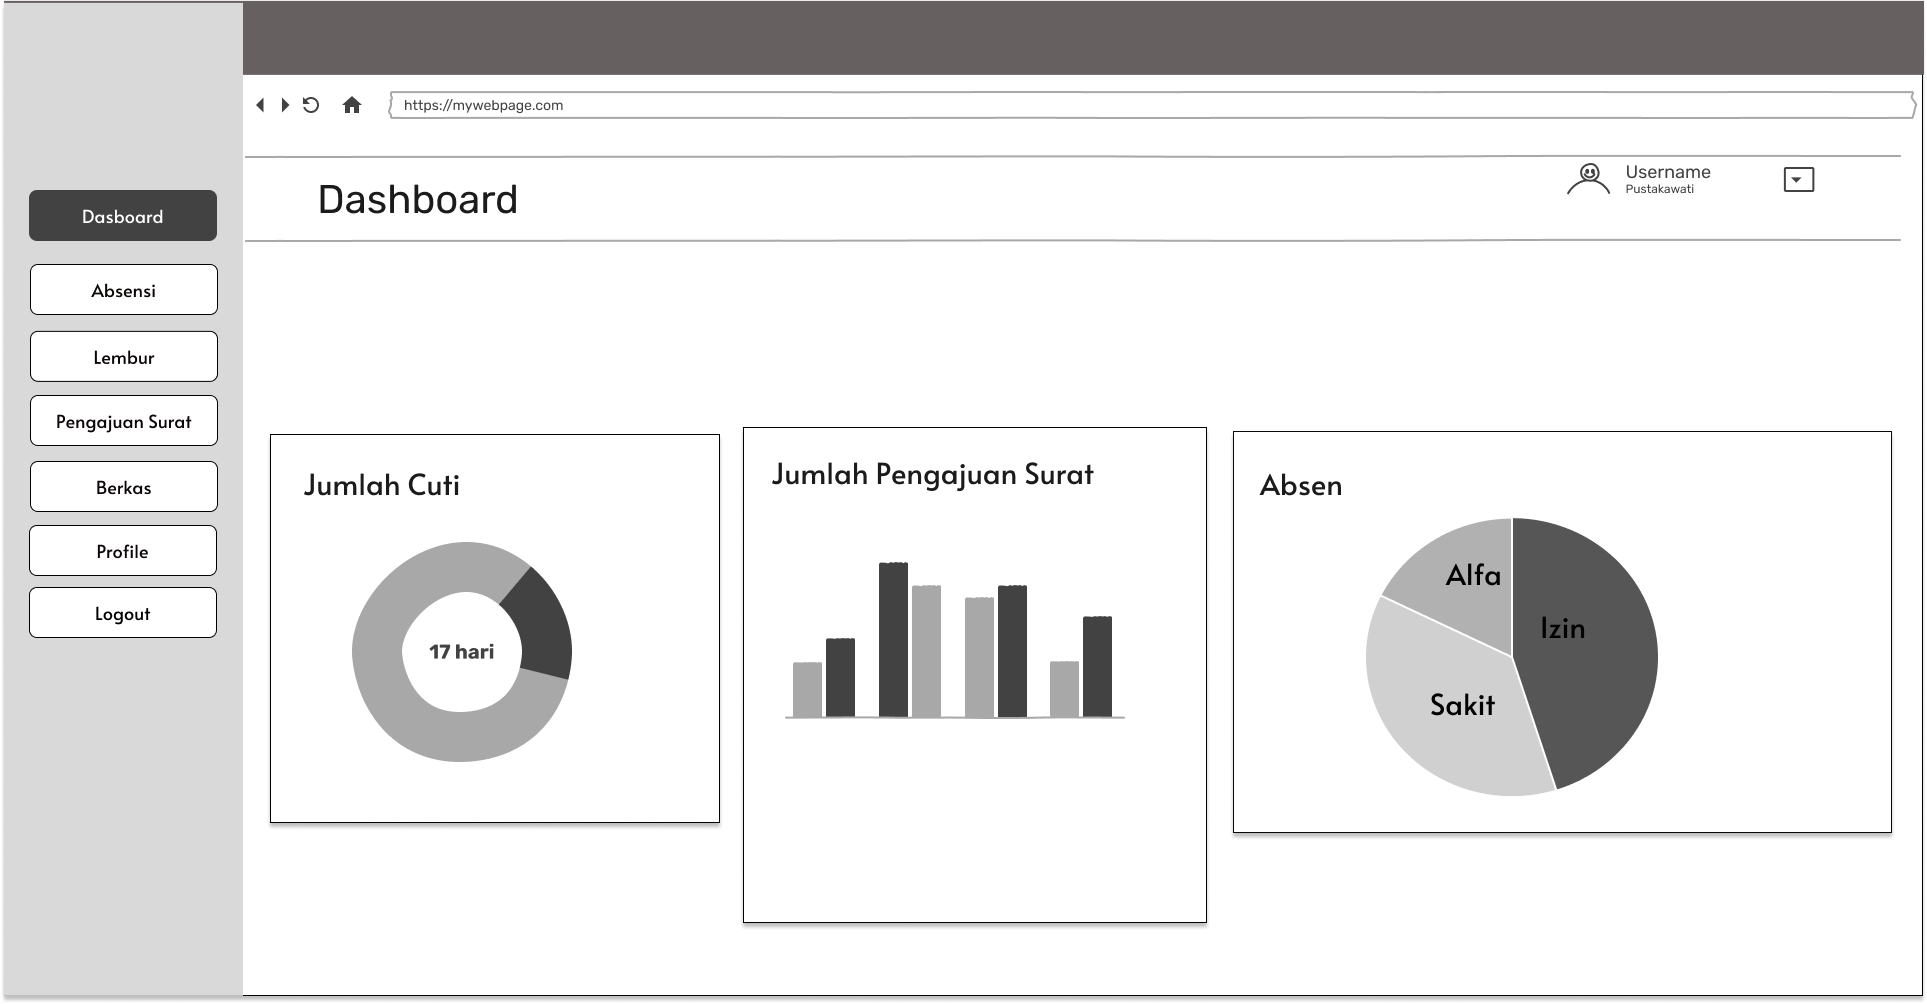 https://mywebpage.com
Dashboard
Username
Pustakawati
Dasboard
Absensi
Lembur
Pengajuan Surat
Berkas
Profile
Logout
Jumlah Cuti
17 hari
Jumlah Pengajuan Surat
Absen
Alfa
Izin
Sakit